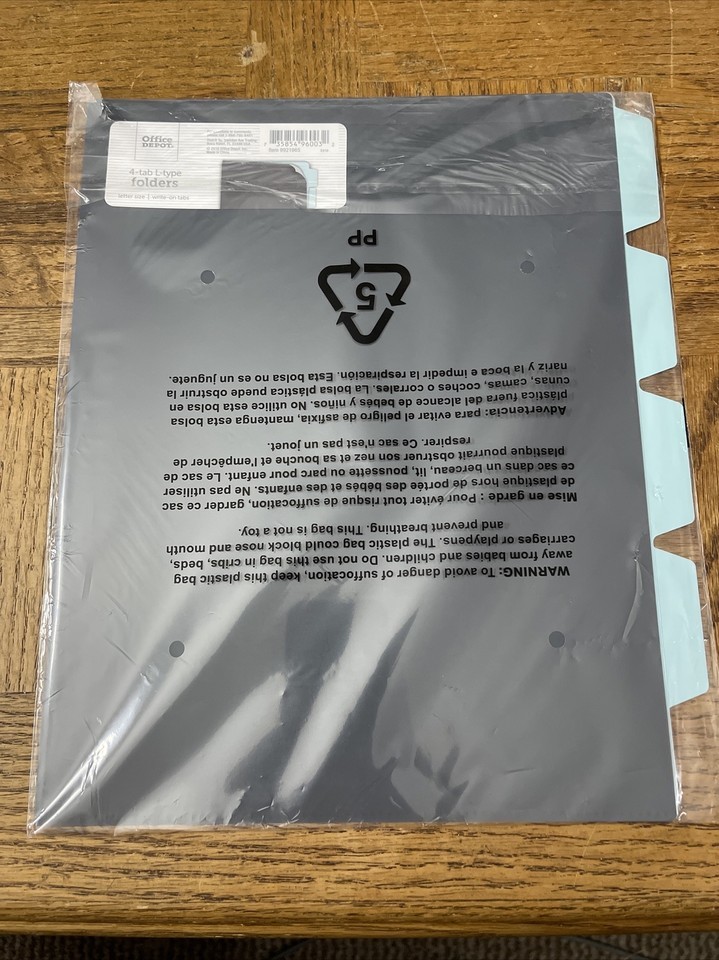 Office
DEPOT
4-tab L-type
folders
letter size | write-on tabs
35854 96003
WARNING: To avoid danger of suffocation, keep this plastic bag
away from babies and children. Do not use this bag in cribs, beds,
carriages or playpens. The plastic bag could block nose and mouth
and prevent breathing. This bag is not a toy.
Mise en garde : Pour éviter tout risque de suffocation, garder ce sac
de plastique hors de portée des bébés et des enfants. Ne pas utiliser
ce sac dans un berceau, lit, poussette ou parc pour enfant. Le sac de
plastique pourrait obstruer son nez et sa bouche et l'empêcher de
respirer. Ce sac n'est pas un jouet.
Advertencia: para evitar el peligro de asfixia, mantenga esta bolsa
plástica fuera del alcance de bebés y niños. No utilice esta bolsa en
cunas, camas, coches o corrales. La bolsa plástica puede obstruir la
nariz y la boca e impedir la respiración. Esta bolsa no es un juguete.
5
PP